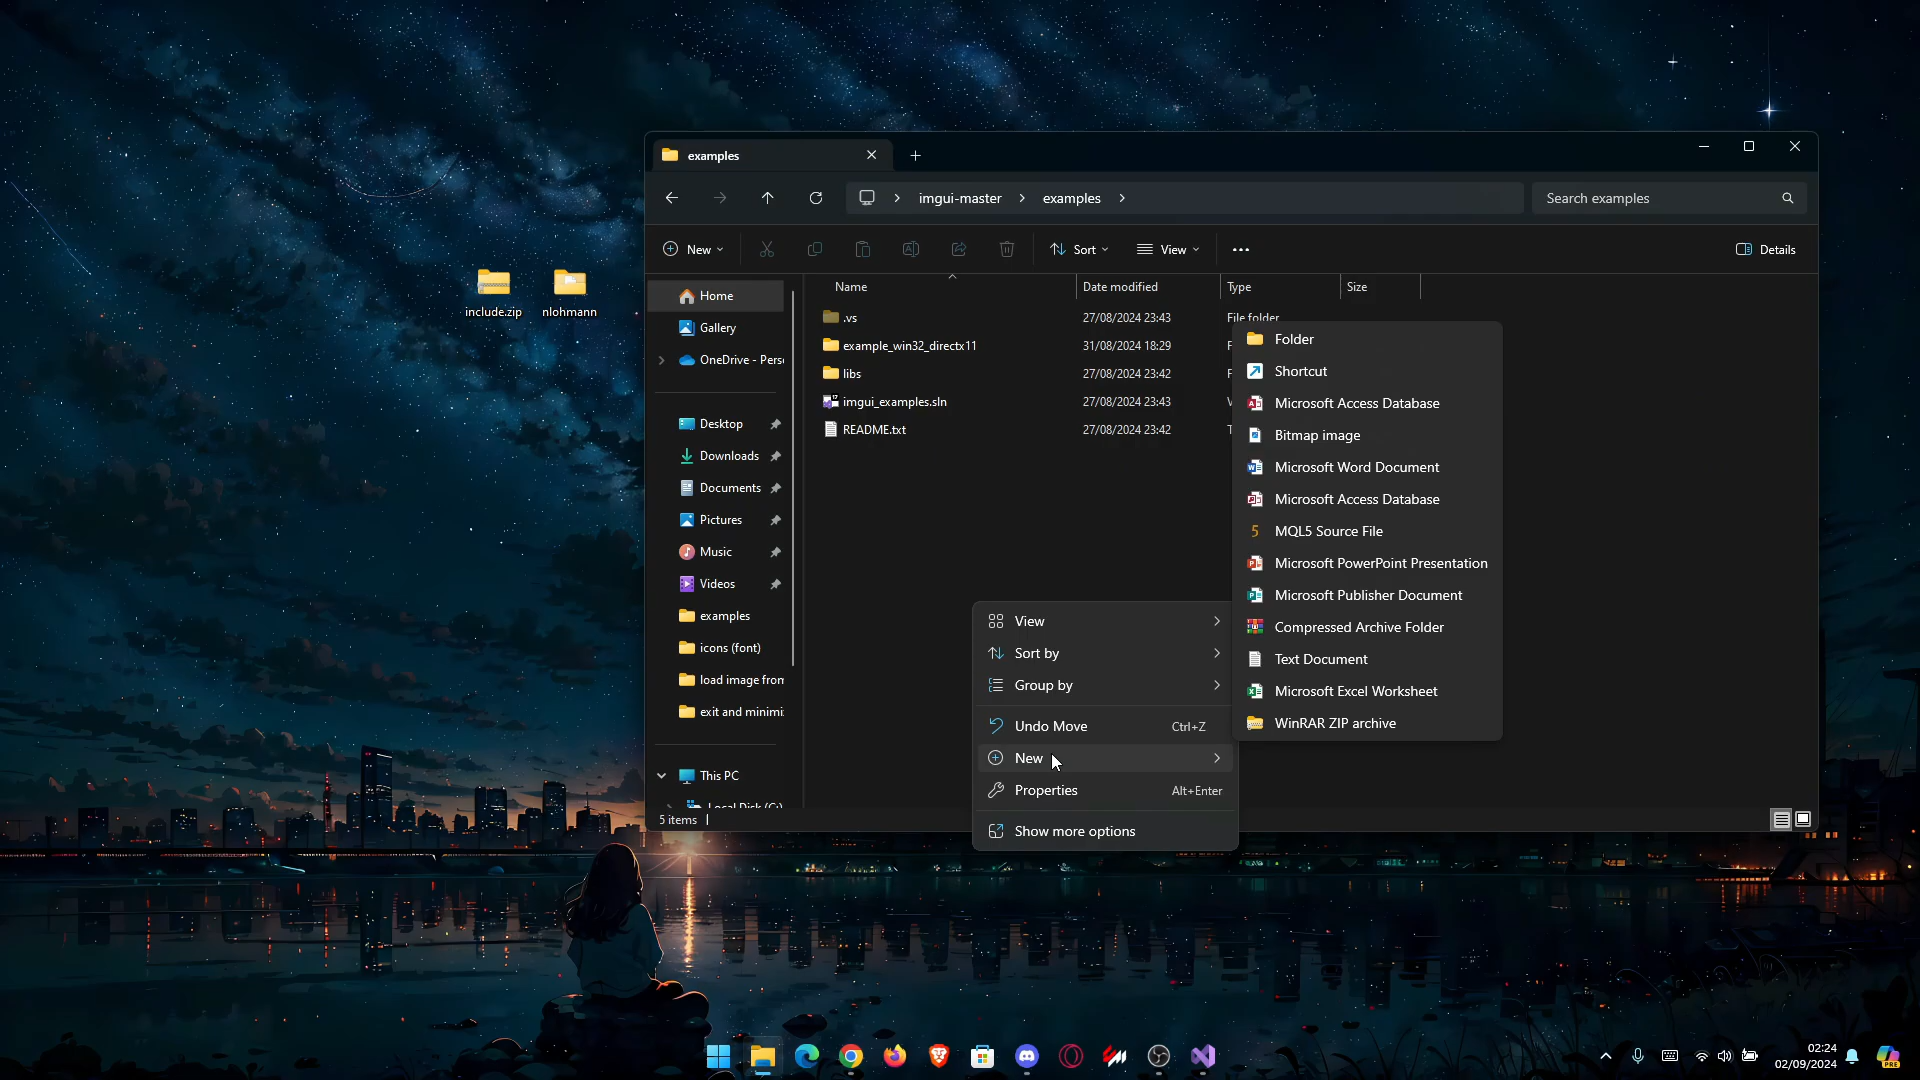 include.zip
nlohmann
examples
imgui-master
examples
Search examples
New
Sort
View
Details
Home
Gallery
OneDrive - Pers
Desktop
Downloads
Documents
Pictures
Music
Videos
examples
icons (font)
load image from
exit and minimi
This PC
Name
Date modified
Type
Size
.vs
27/08/2024 23:43
File folder
example_win32_directx11
31/08/2024 18:29
F
libs
27/08/2024 23:42
F
imgui_examples.sln
27/08/2024 23:43
README.txt
27/08/2024 23:42
T
View
Sort by
Group by
Undo Move
Ctrl+Z
New
Properties
Alt+Enter
Show more options
Folder
Shortcut
Microsoft Access Database
Bitmap image
Microsoft Word Document
Microsoft Access Database
MQL5 Source File
Microsoft PowerPoint Presentation
Microsoft Publisher Document
Compressed Archive Folder
Text Document
Microsoft Excel Worksheet
WinRAR ZIP archive
5 items
02:24
02/09/2024
PRE